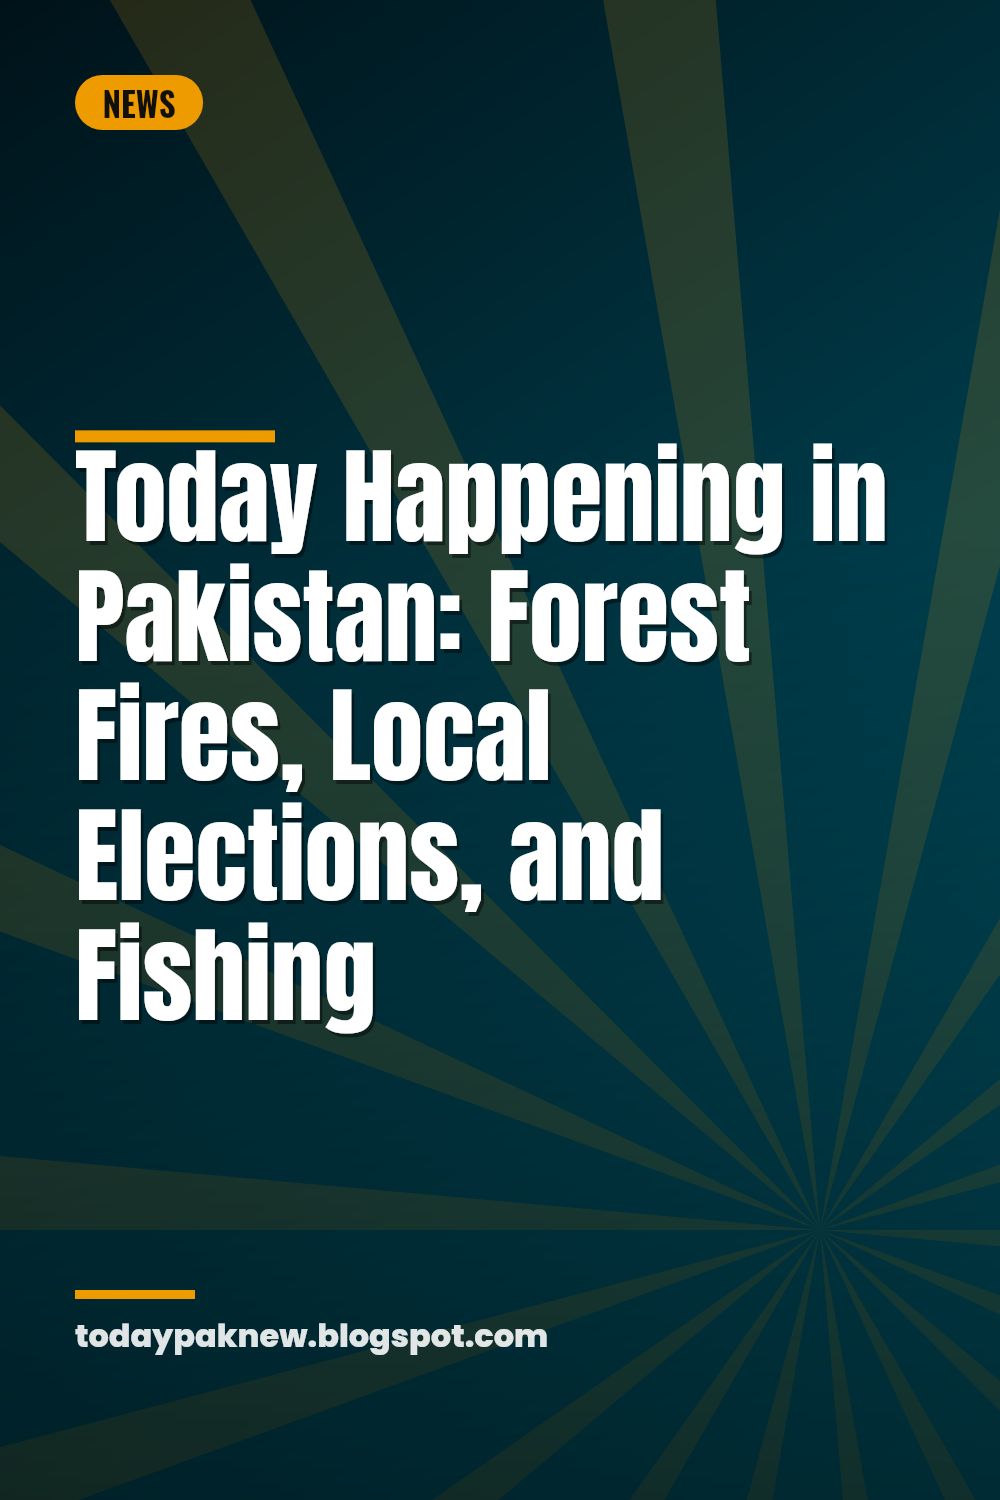 NEWS
Today Happening in
Pakistan: Forest
Fires, Local
Elections, and
Fishing
todaypaknew.blogspot.com